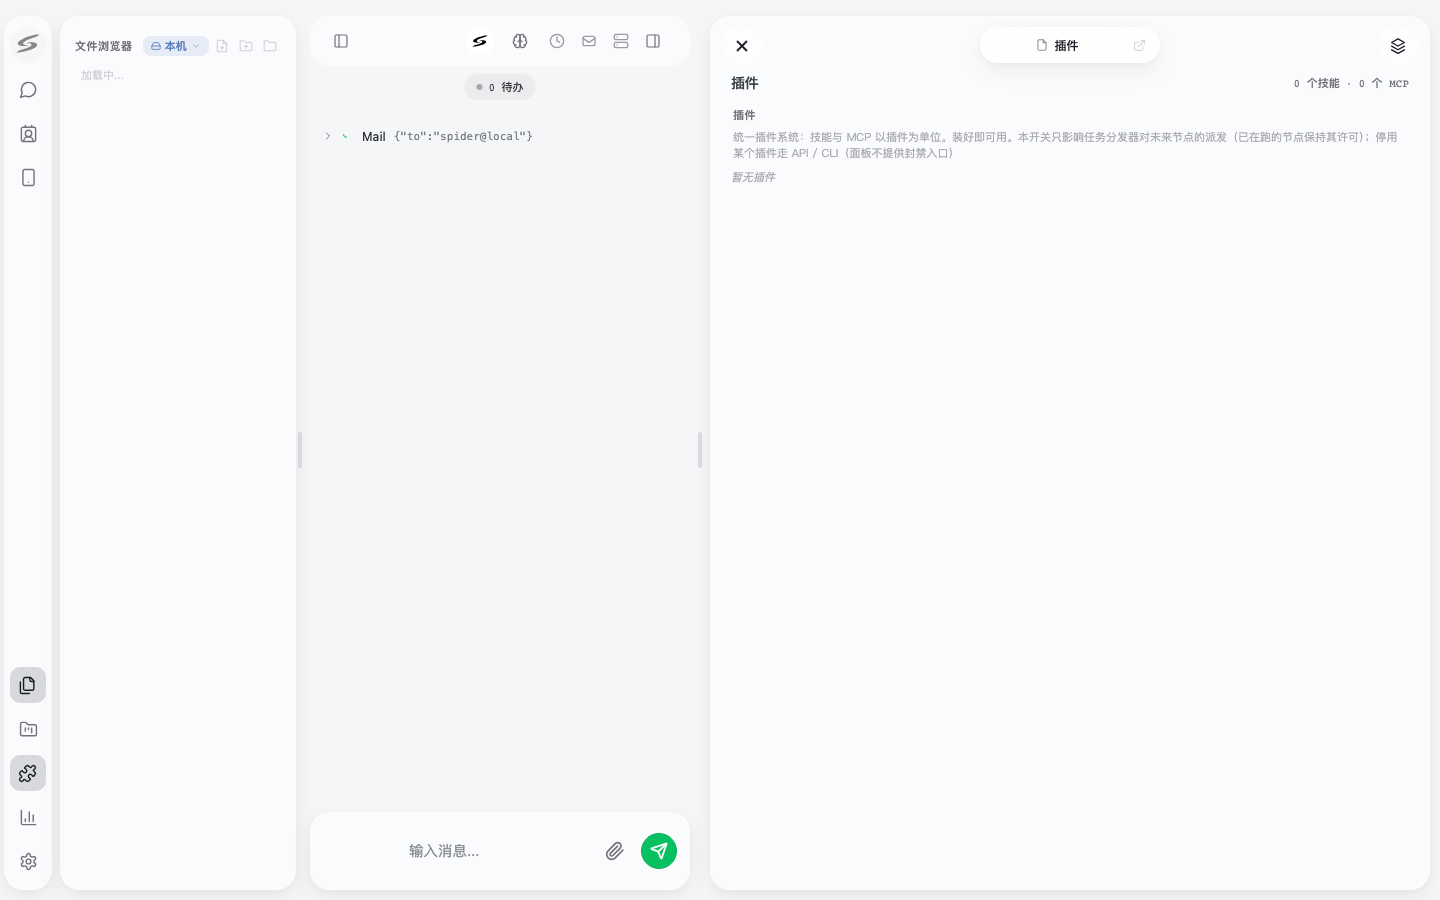 文件浏览器
本机
加载中...
0 待办
Mail {"to":"spider@local"}
输入消息...
插件
插件
0 个技能 · 0 个 MCP
插件
统一插件系统：技能与 MCP 以插件为单位。装好即可用。本开关只影响任务分发器对未来节点的派发（已在跑的节点保持其许可）；停用
某个插件走 API / CLI（面板不提供封禁入口）
暂无插件